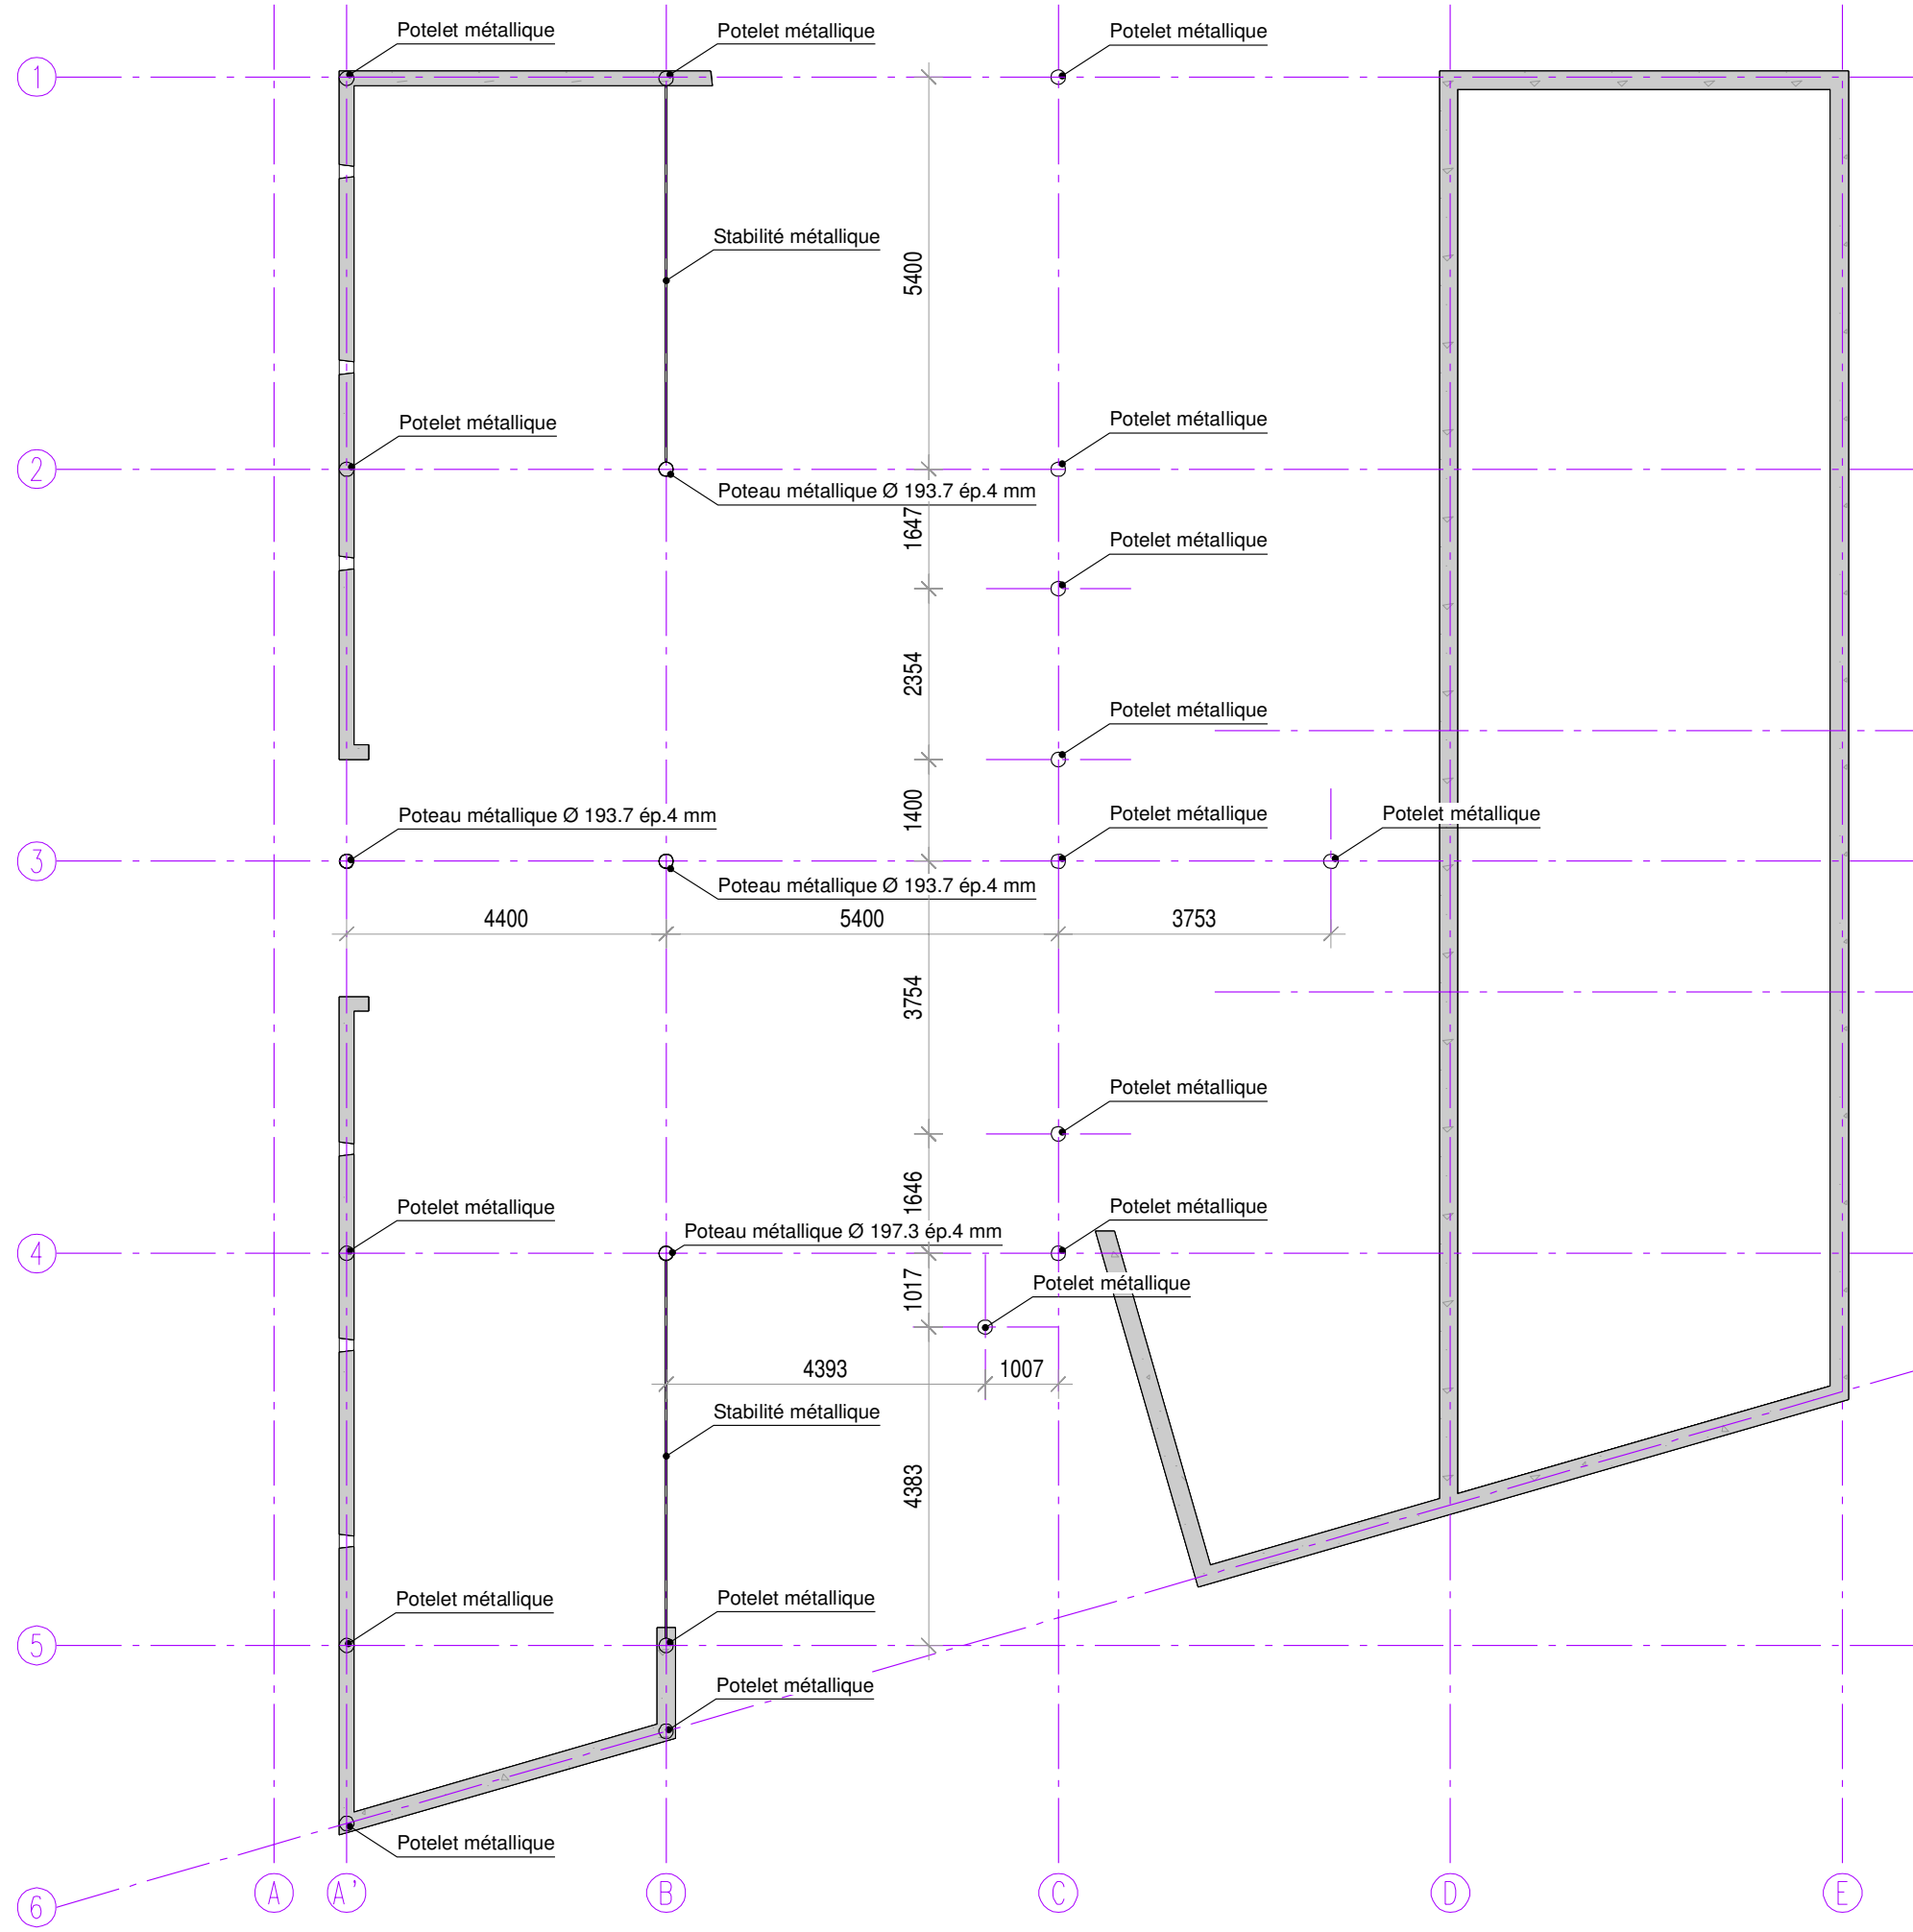 Potelet métallique
Potelet métallique
Potelet métallique
1
Stabilité métallique
5400
Potelet métallique
Potelet métallique
2
Poteau métallique Ø 193.7 ép.4 mm
1647
Potelet métallique
2354
Potelet métallique
1400
Poteau métallique Ø 193.7 ép.4 mm
Potelet métallique
Potelet métallique
3
Poteau métallique Ø 193.7 ép.4 mm
4400
5400
3753
3754
Potelet métallique
1646
Potelet métallique
Potelet métallique
Poteau métallique Ø 197.3 ép.4 mm
4
1017
Potelet métallique
4393
1007
Stabilité métallique
4383
Potelet métallique
Potelet métallique
5
Potelet métallique
Potelet métallique
6
A
A'
B
C
D
E